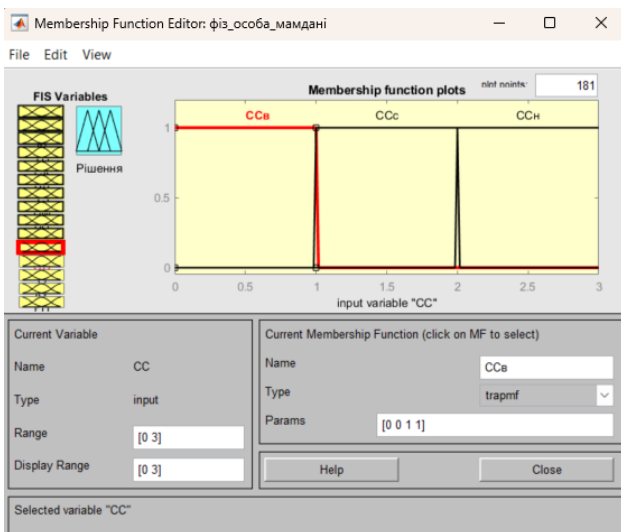 Membership Function Editor: фіз_особа_мамдані
File Edit View
FIS Variables
Рішення
Membership function plots
plot points:
181
ССв
ССс
ССн
1
0.5
0
0
0.5
1
1.5
2
2.5
3
input variable "СС"
Current Variable
Name
СС
Type
input
Range
[0 3]
Display Range
[0 3]
Current Membership Function (click on MF to select)
Name
ССв
Type
trapmf
Params
[0 0 1 1]
Help
Close
Selected variable "СС"